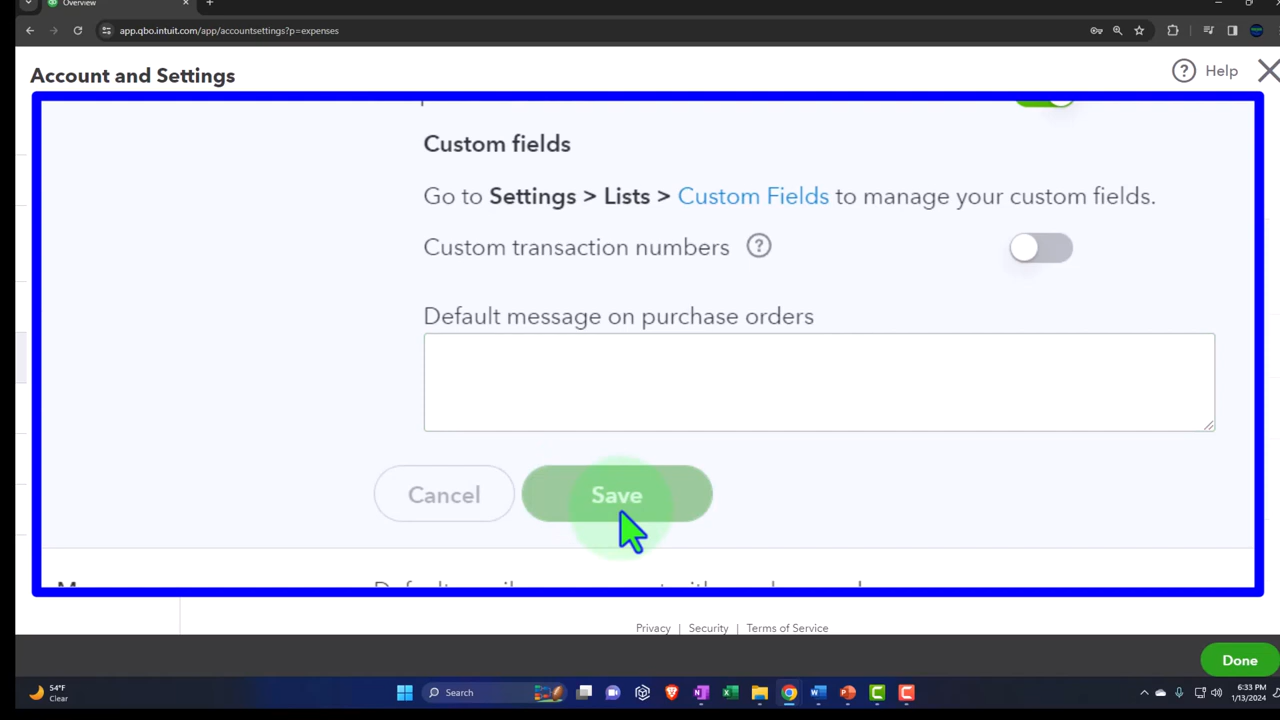 Overview
app.qbo.intuit.com/app/accountsettings?p=expenses
Account and Settings
Help
Custom fields
Go to Settings > Lists > Custom Fields to manage your custom fields.
Custom transaction numbers
Default message on purchase orders
Cancel
Save
Privacy | Security | Terms of Service
Done
54°F
Clear
Search
6:33 PM
1/13/2024